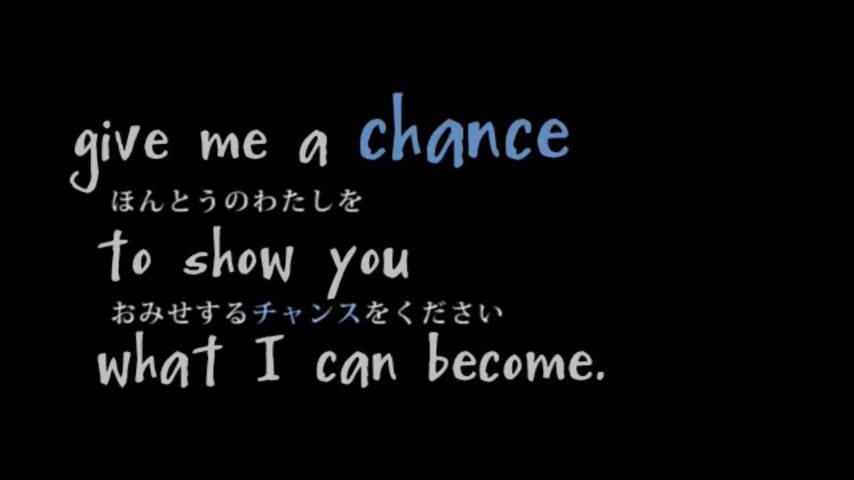 give me a chance
ほんとうのわたしを
to show you
おみせするチャンスをください
what I can become.